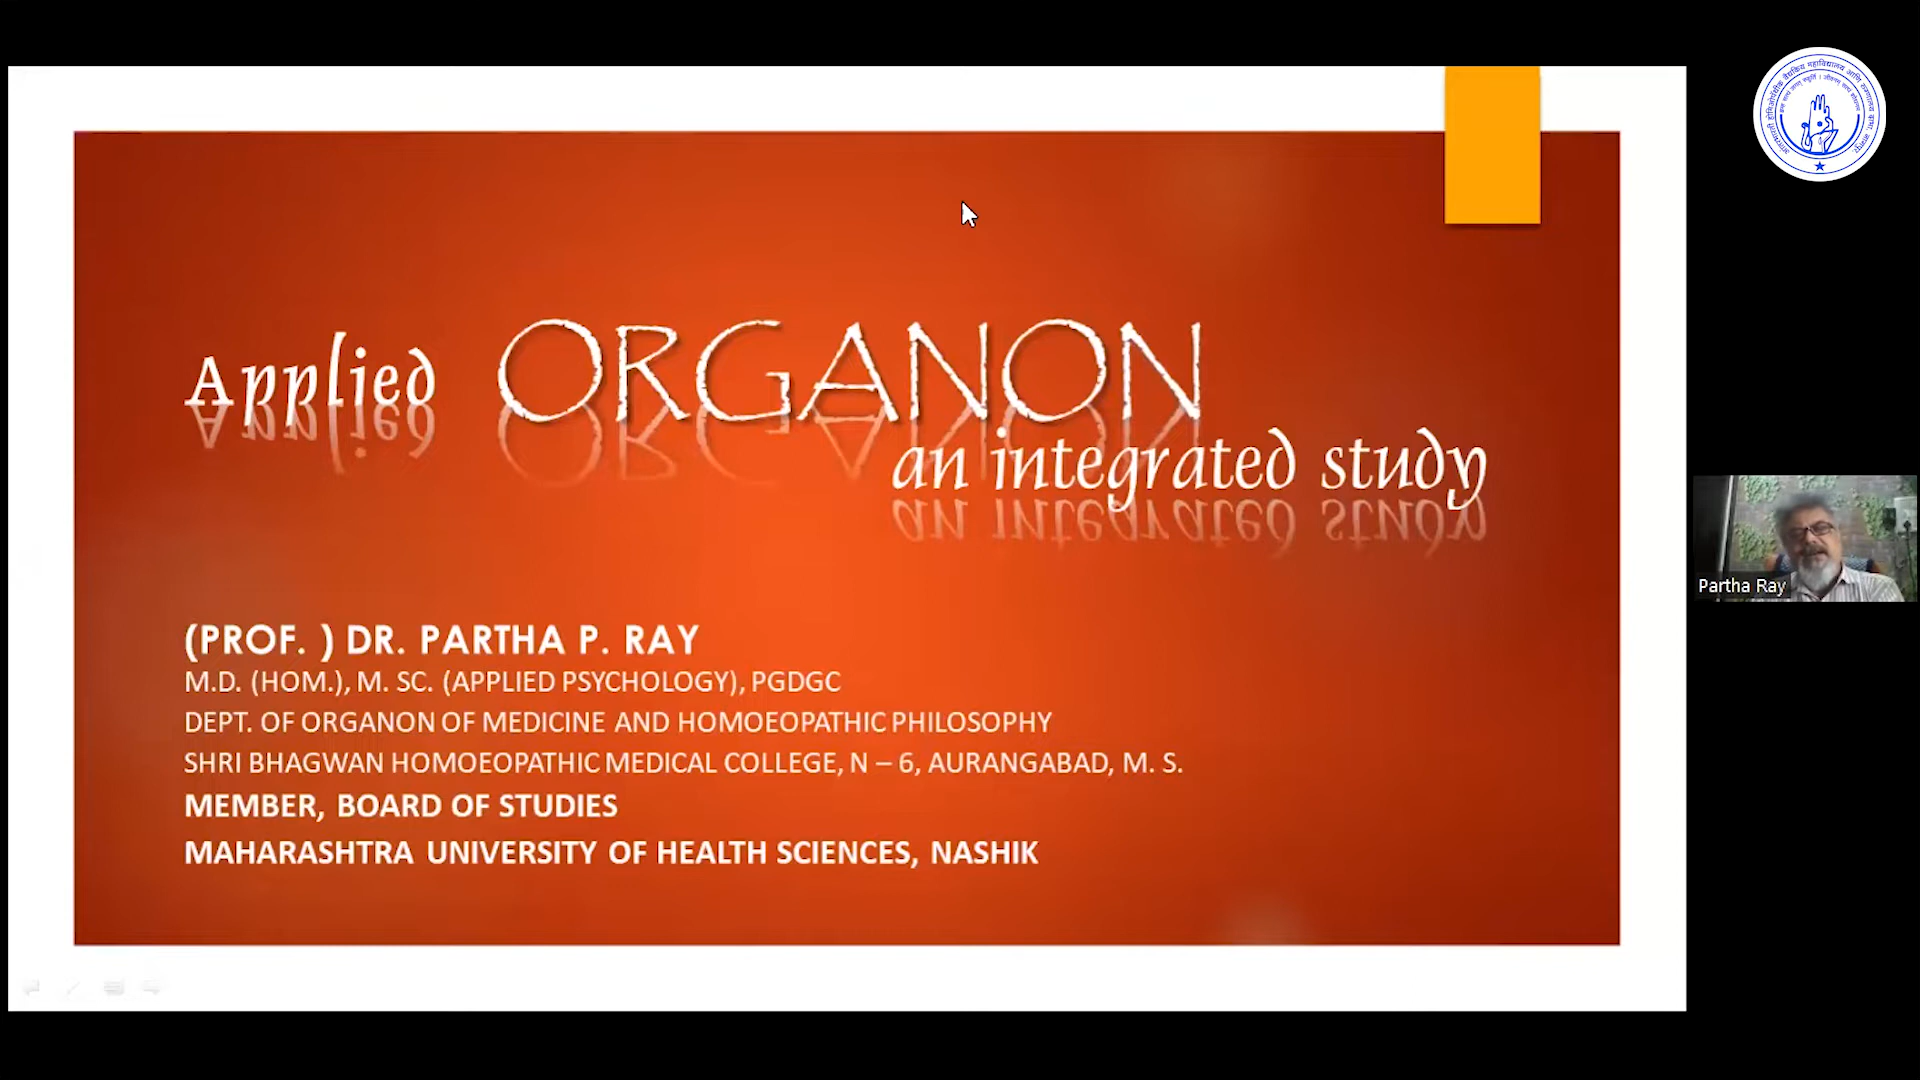 Applied ORGANON
an integrated study
(PROF. ) DR. PARTHA P. RAY
M.D. (HOM.), M. SC. (APPLIED PSYCHOLOGY), PGDGC
DEPT. OF ORGANON OF MEDICINE AND HOMOEOPATHIC PHILOSOPHY
SHRI BHAGWAN HOMOEOPATHIC MEDICAL COLLEGE, N – 6, AURANGABAD, M. S.
MEMBER, BOARD OF STUDIES
MAHARASHTRA UNIVERSITY OF HEALTH SCIENCES, NASHIK
Partha Ray